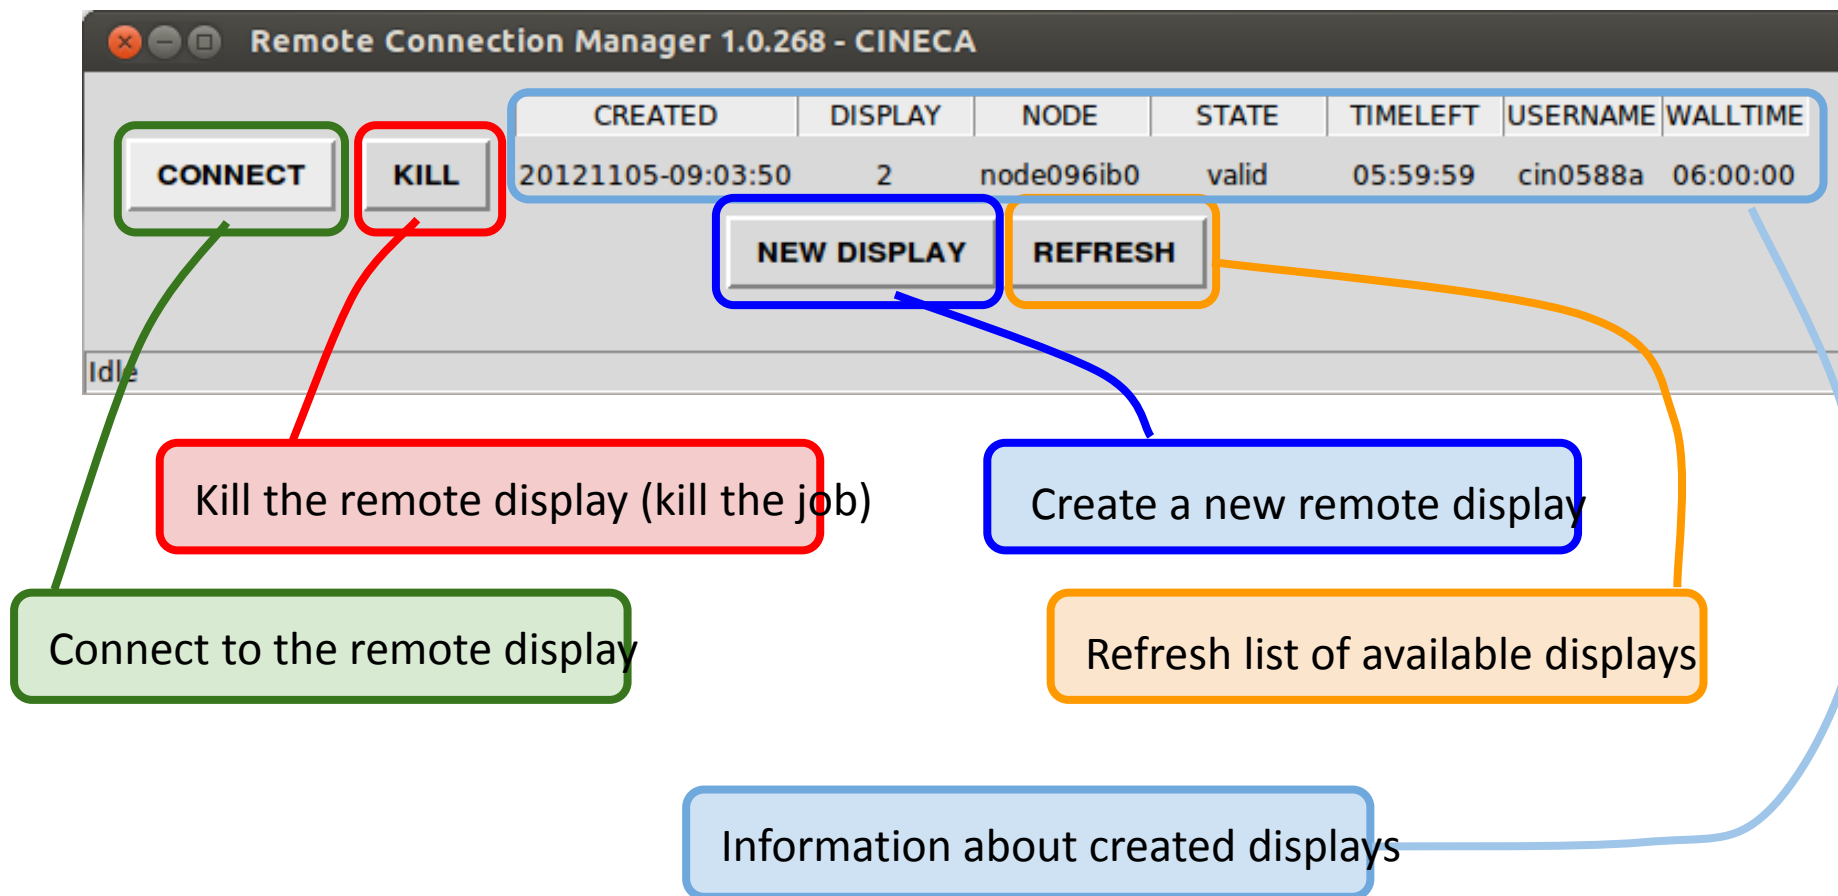 Remote Connection Manager 1.0.268 - CINECA
CREATED DISPLAY NODE STATE TIMELEFT USERNAME WALLTIME
CONNECT KILL 20121105-09:03:50 2 node096ib0 valid 05:59:59 cin0588a 06:00:00
NEW DISPLAY REFRESH
Idle
Kill the remote display (kill the job)
Create a new remote display
Connect to the remote display
Refresh list of available displays
Information about created displays